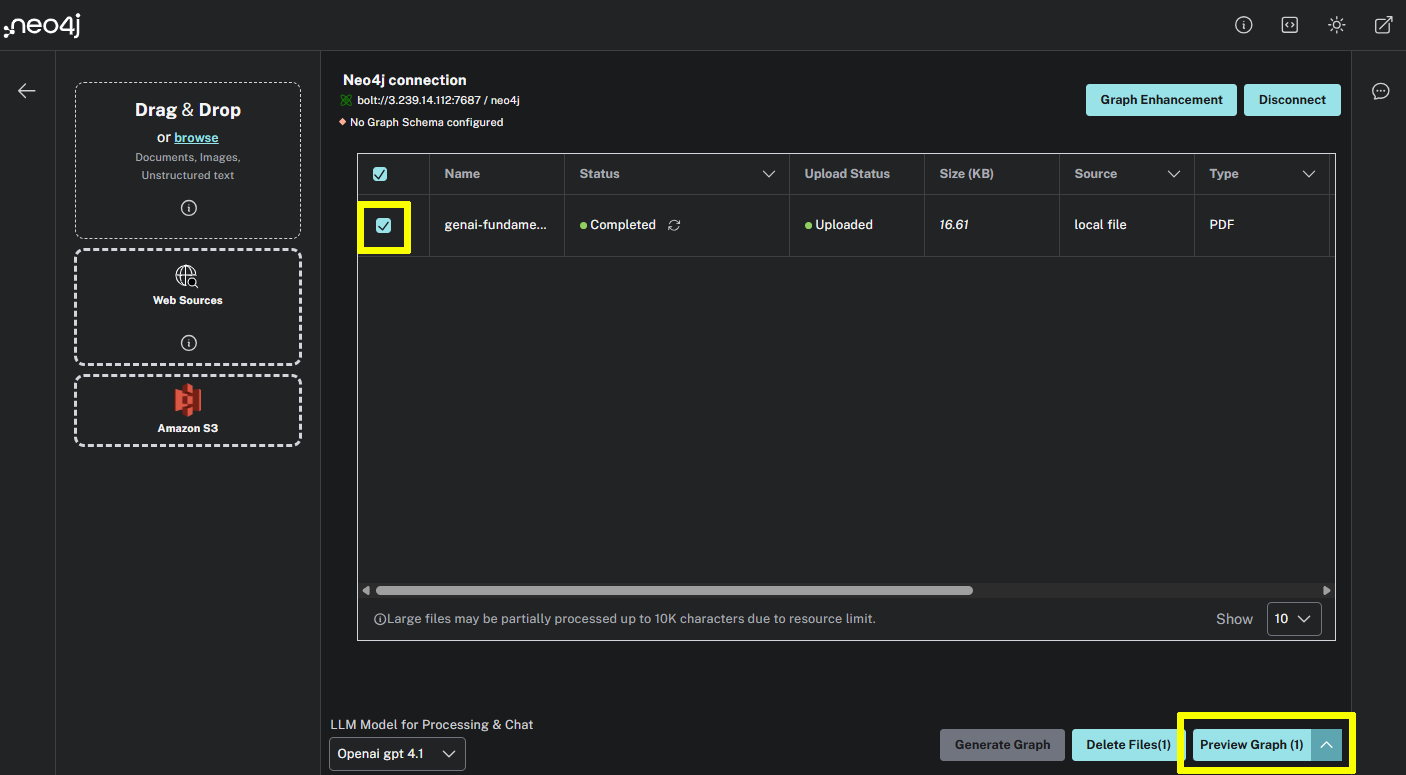 neo4j
Drag & Drop
or browse
Documents, Images,
Unstructured text
Web Sources
Amazon S3
Neo4j connection
bolt://3.239.14.112:7687 / neo4j
No Graph Schema configured
Graph Enhancement
Disconnect
Name Status Upload Status Size (KB) Source Type
genai-fundame... Completed Uploaded 16.61 local file PDF
Large files may be partially processed up to 10K characters due to resource limit.
Show 10
LLM Model for Processing & Chat
Openai gpt 4.1
Generate Graph
Delete Files(1)
Preview Graph (1)